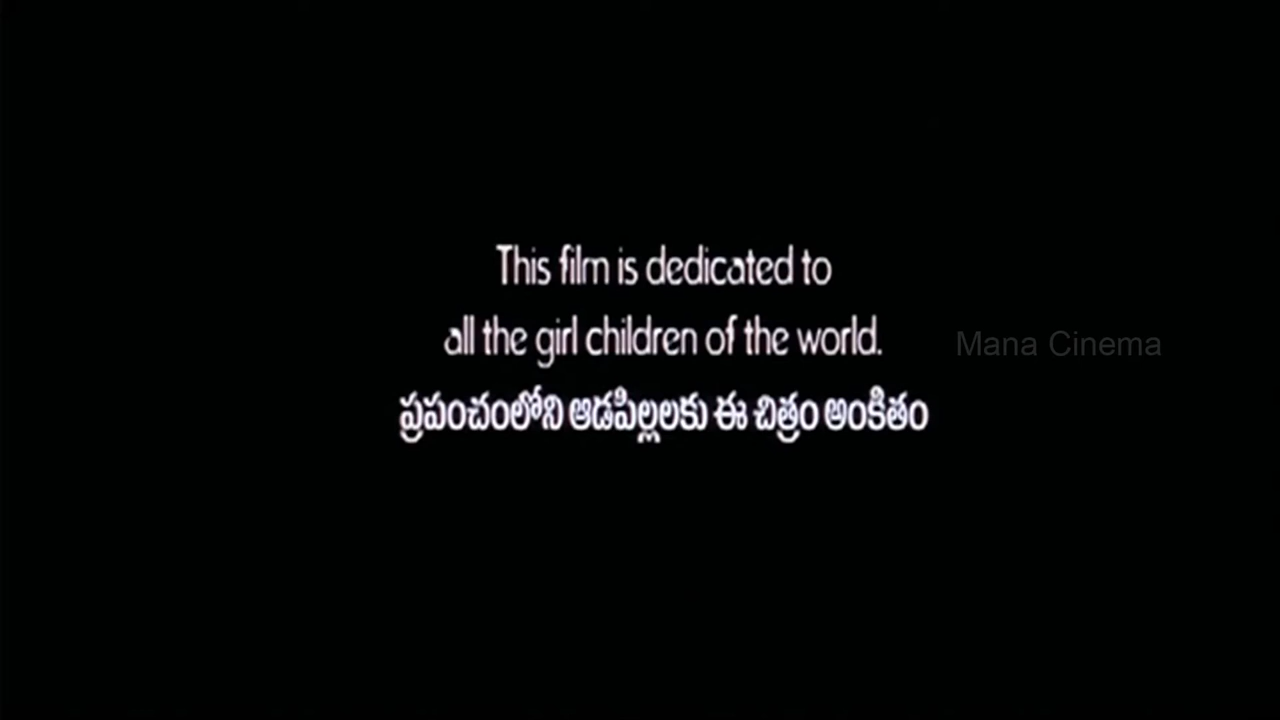 This film is dedicated to
all the girl children of the world.
Mana Cinema
ప్రపంచంలోని ఆడపిల్లలకు ఈ చిత్రం అంకితం